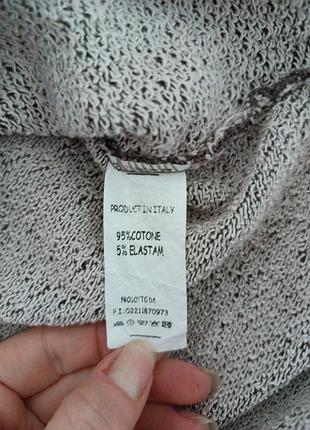 PRODUCT IN ITALY
95%COTONE
5% ELASTAM
PRODOTTO DA
P.I.:02211870973